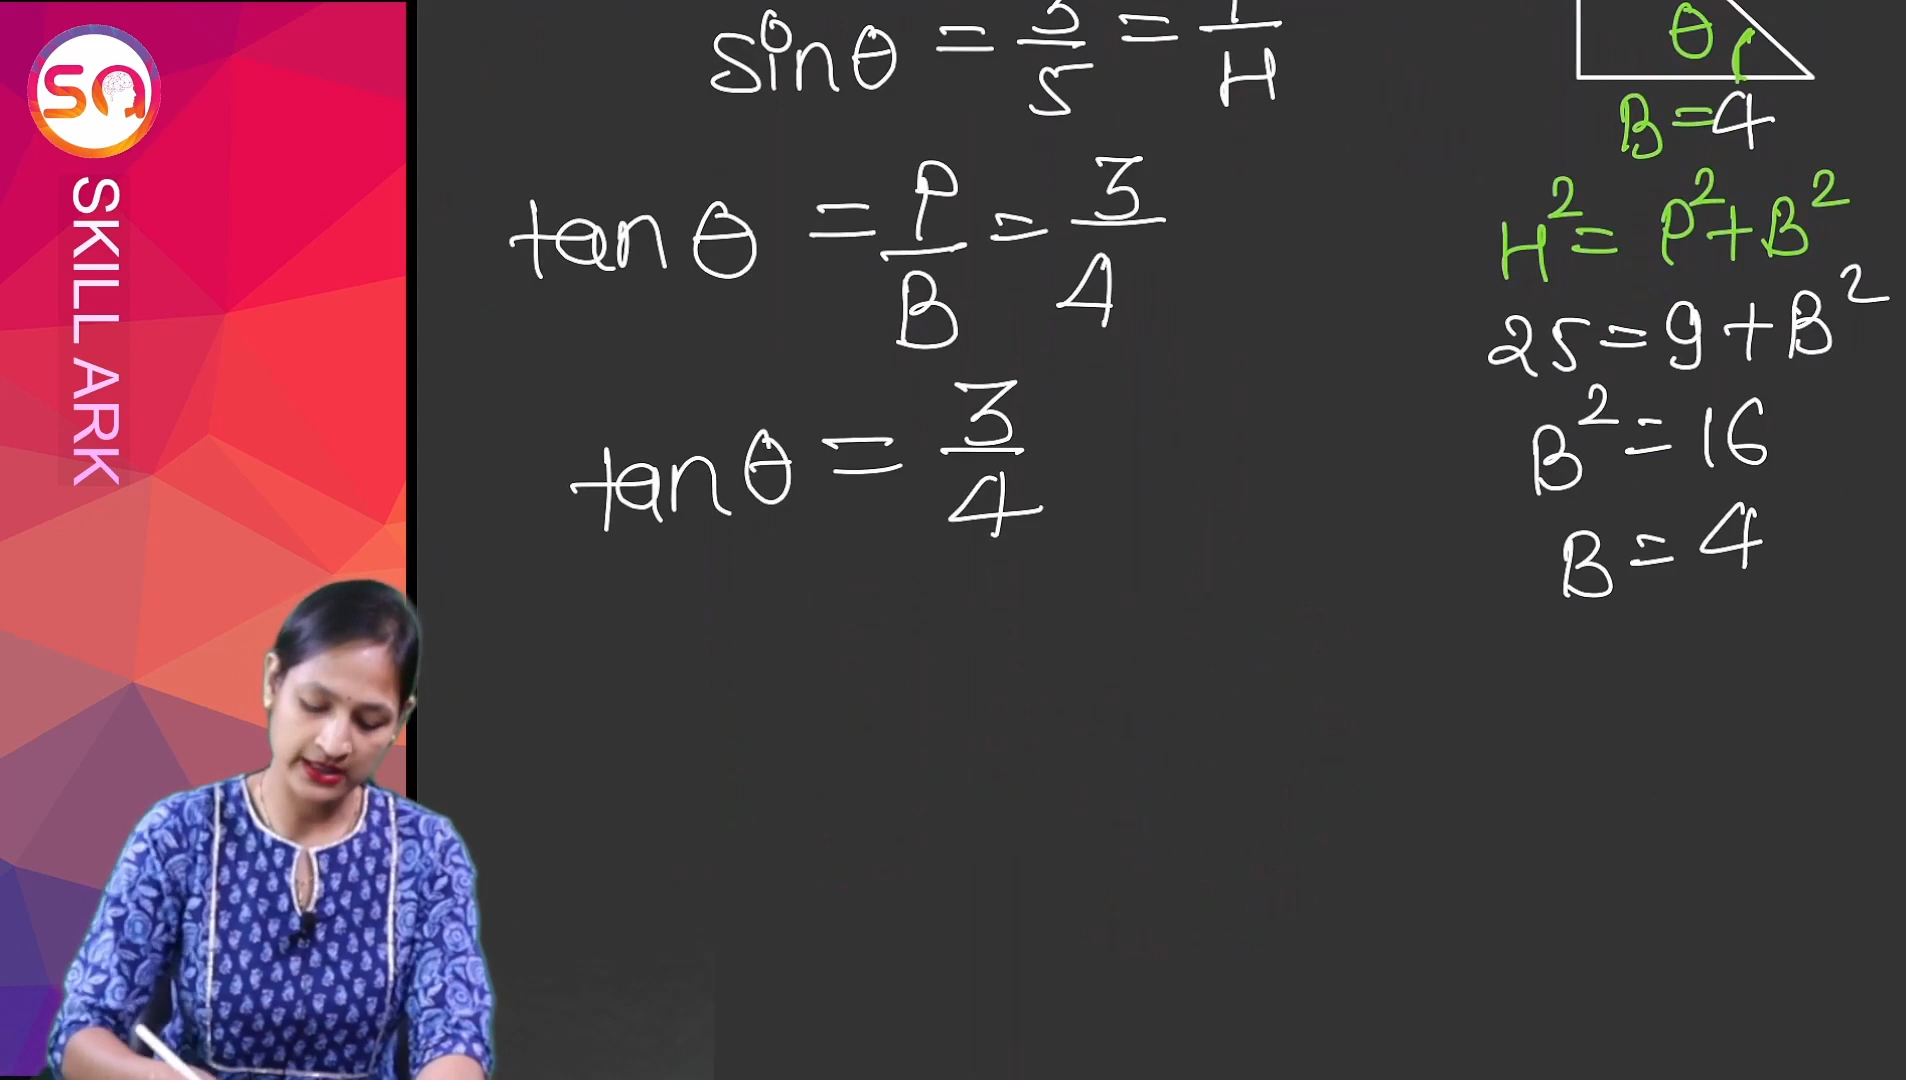 SA
SKILL ARK
sinθ = 3/5 = P/H
tanθ = P/B = 3/4
tanθ = 3/4
θ
B=4
H² = P²+B²
25=9+B²
B²=16
B=4